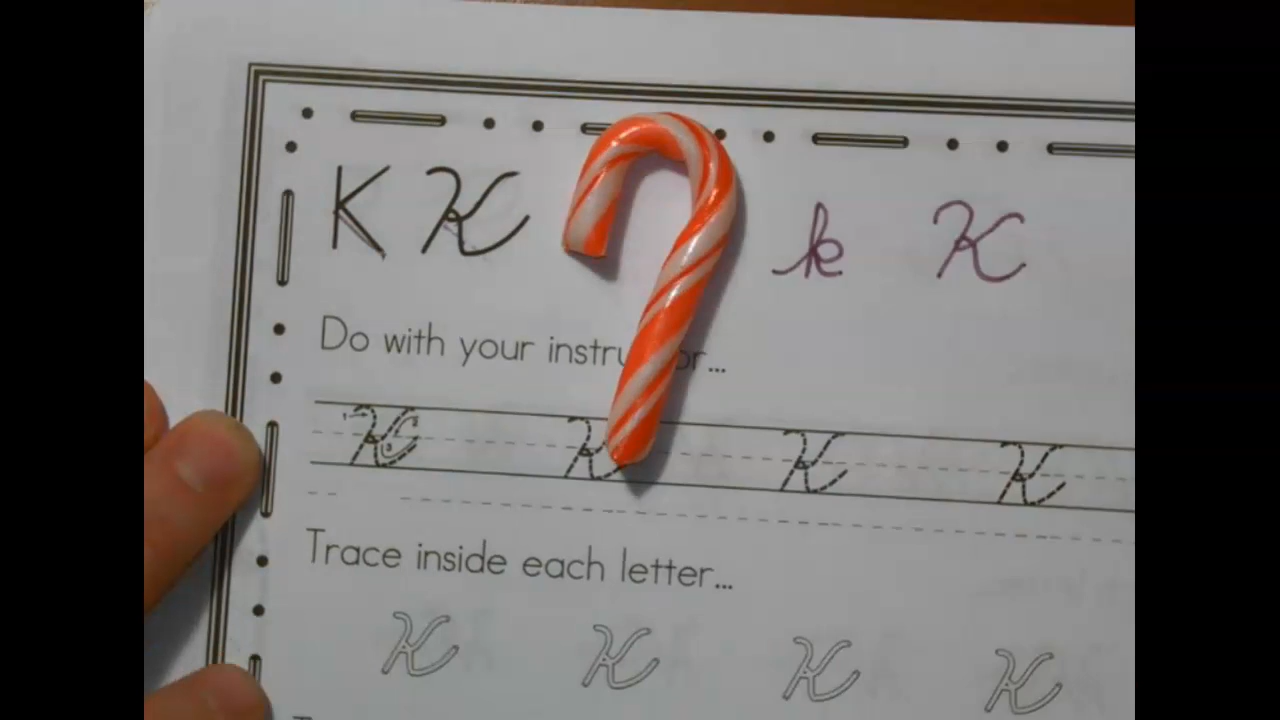 K K k K
Do with your instru or...
K K K K
Trace inside each letter...
K K K K